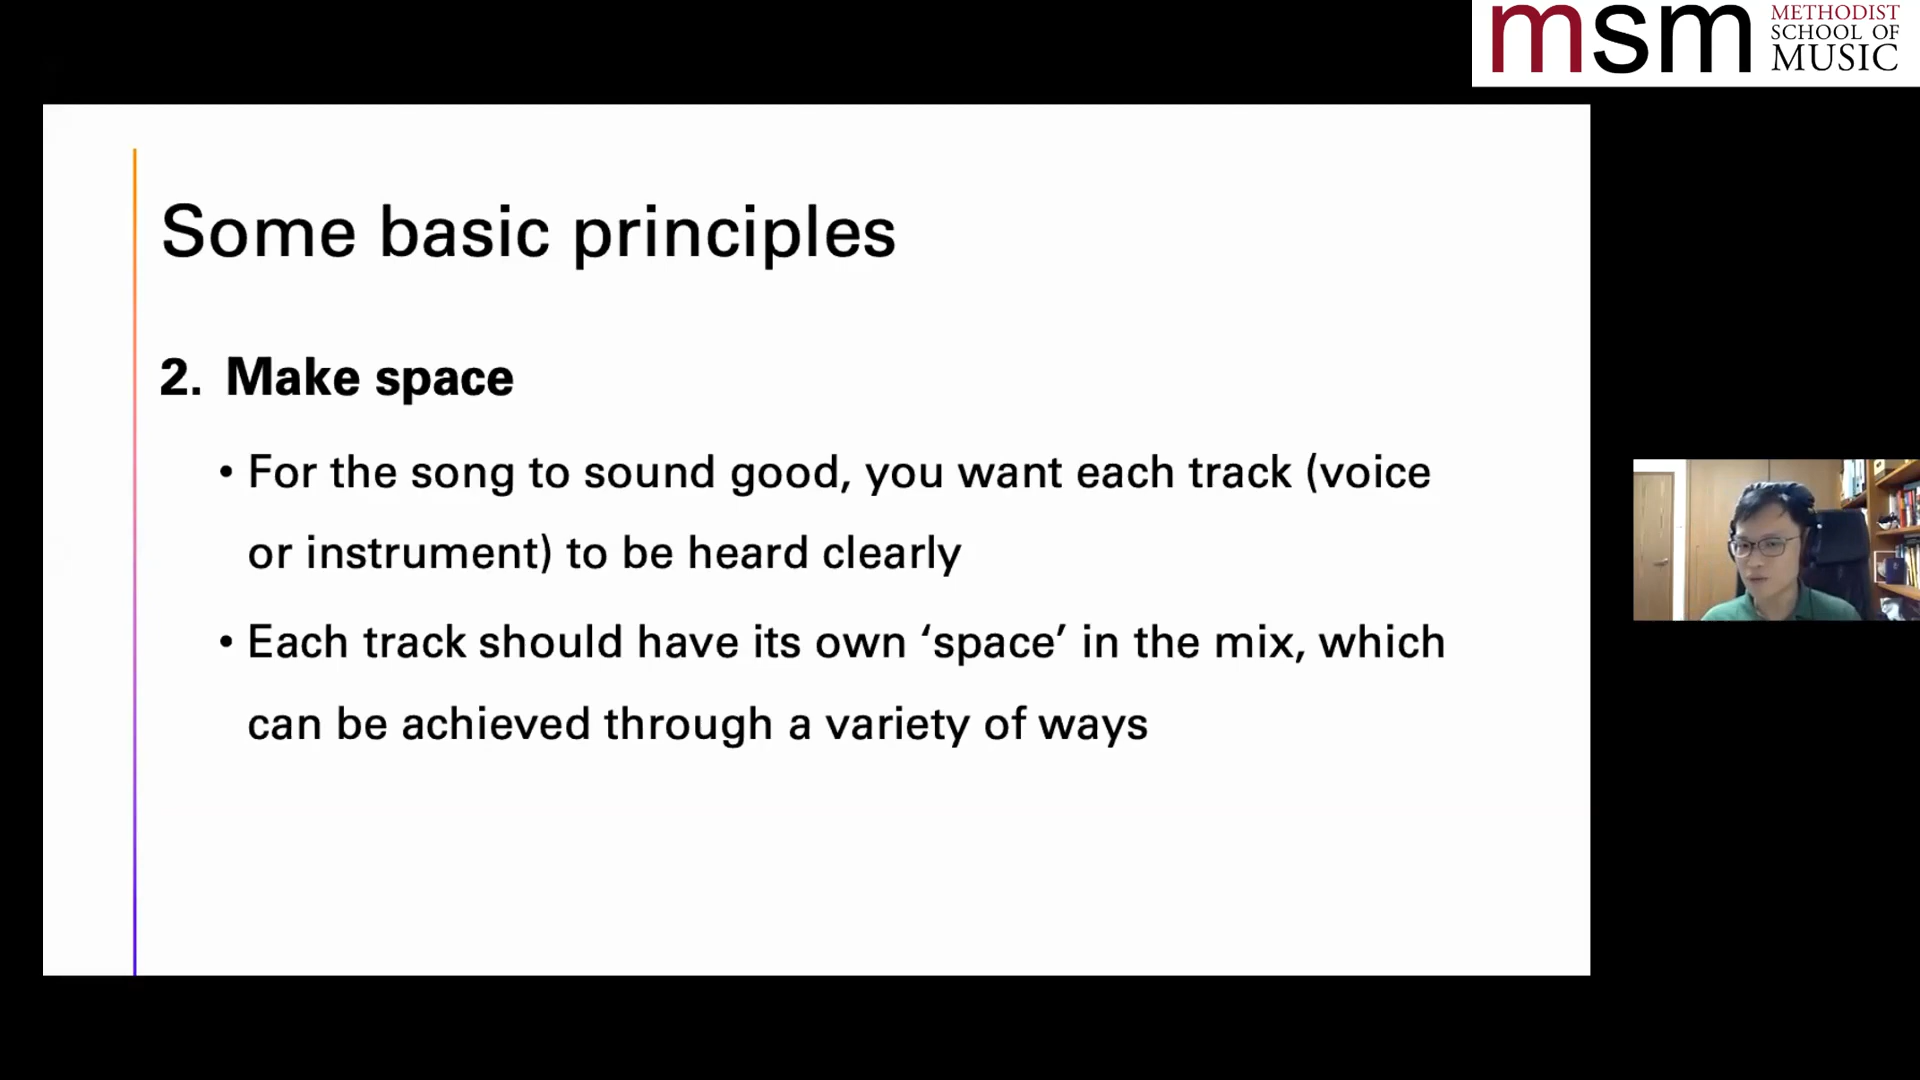 msm METHODIST
SCHOOL OF
MUSIC
Some basic principles
2. Make space
• For the song to sound good, you want each track (voice
or instrument) to be heard clearly
• Each track should have its own ‘space’ in the mix, which
can be achieved through a variety of ways